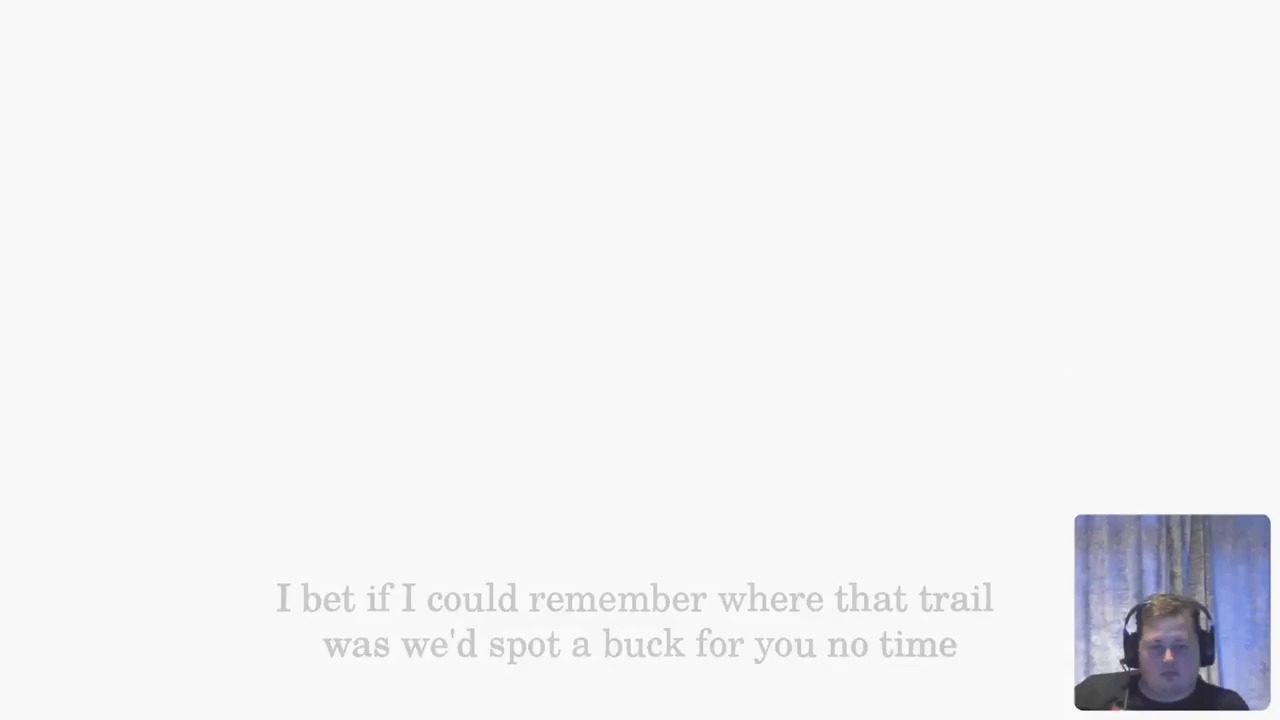 I bet if I could remember where that trail
was we'd spot a buck for you no time